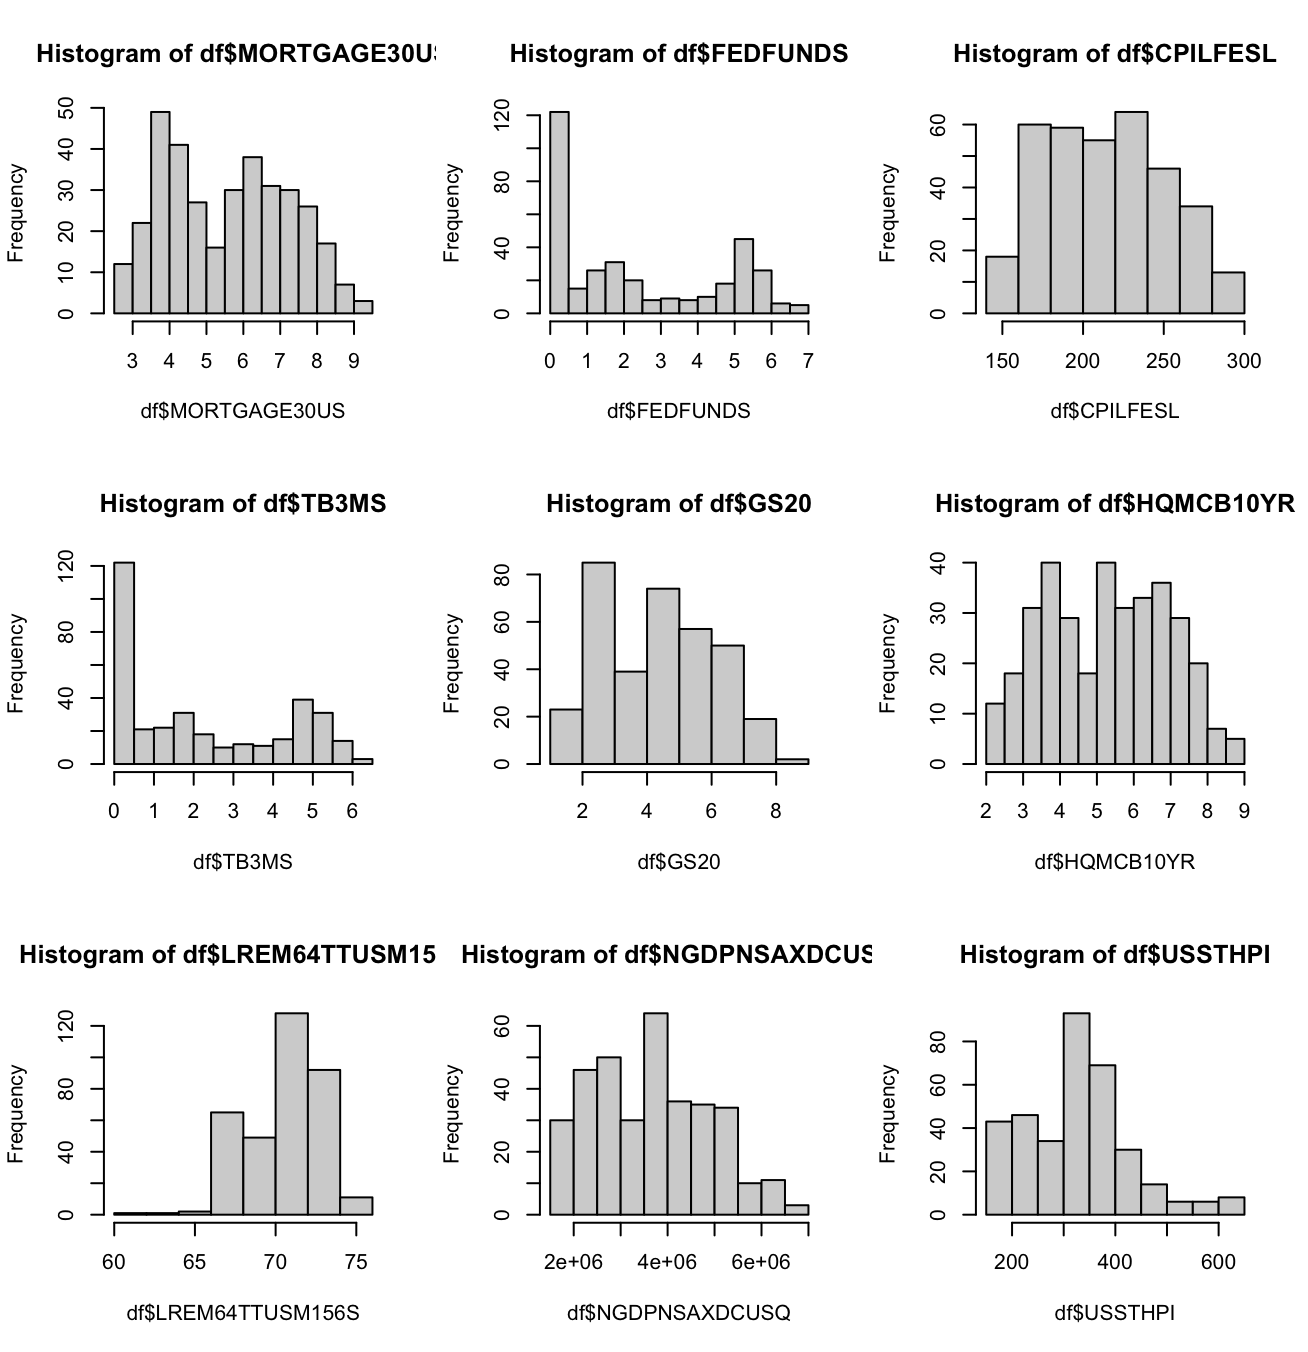 Histogram of df$MORTGAGE30US
Histogram of df$FEDFUNDS
Histogram of df$CPILFESL
Frequency
0 10 20 30 40 50
3 4 5 6 7 8 9
df$MORTGAGE30US
Frequency
0 40 80 120
0 1 2 3 4 5 6 7
df$FEDFUNDS
Frequency
0 20 40 60
150 200 250 300
df$CPILFESL
Histogram of df$TB3MS
Histogram of df$GS20
Histogram of df$HQMCB10YR
Frequency
0 40 80 120
0 1 2 3 4 5 6
df$TB3MS
Frequency
0 20 40 60 80
2 4 6 8
df$GS20
Frequency
0 10 20 30 40
2 3 4 5 6 7 8 9
df$HQMCB10YR
Histogram of df$LREM64TTUSM15
Histogram of df$NGDPNSAXDCUS
Histogram of df$USSTHPI
Frequency
0 40 80 120
60 65 70 75
df$LREM64TTUSM156S
Frequency
0 20 40 60
2e+06 4e+06 6e+06
df$NGDPNSAXDCUSQ
Frequency
0 20 40 60 80
200 400 600
df$USSTHPI